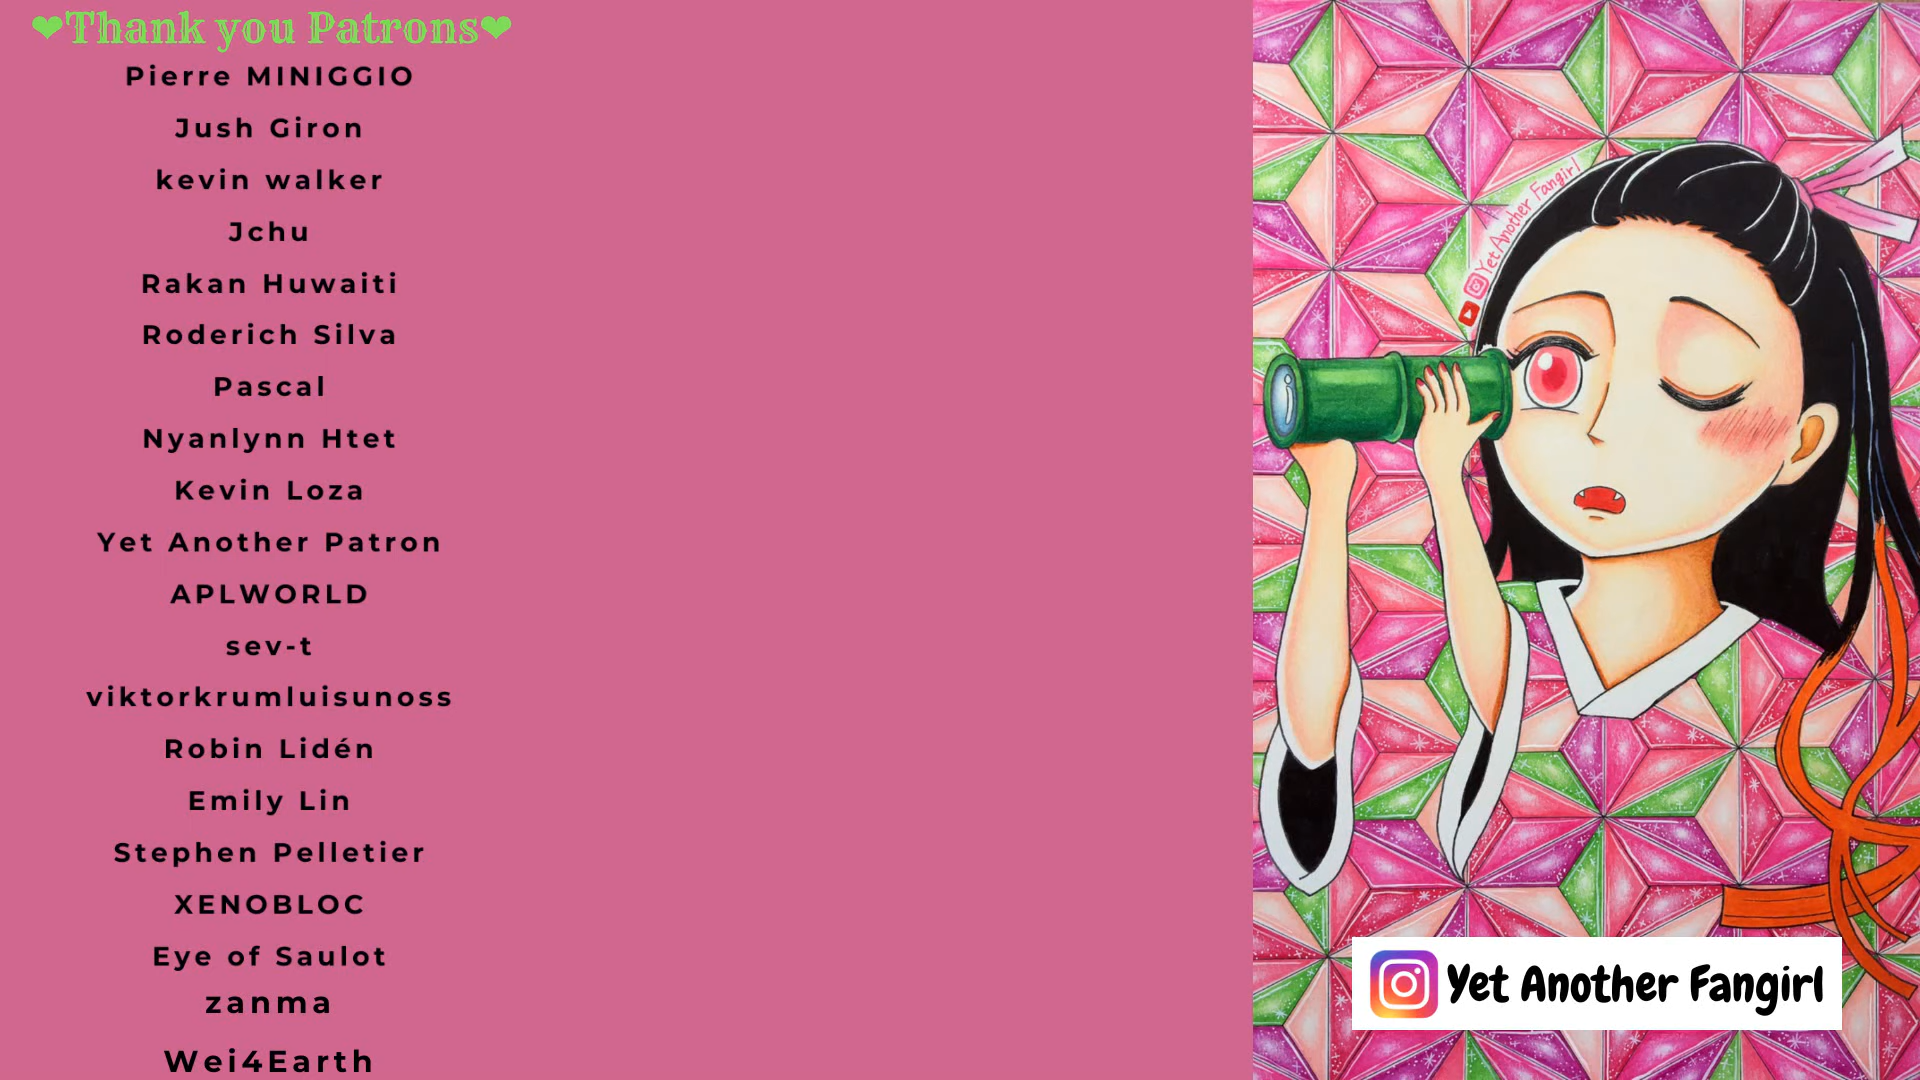 ❤Thank you Patrons❤
Pierre MINIGGIO
Jush Giron
kevin walker
Jchu
Rakan Huwaiti
Roderich Silva
Pascal
Nyanlynn Htet
Kevin Loza
Yet Another Patron
APLWORLD
sev-t
viktorkrumluisunoss
Robin Lidén
Emily Lin
Stephen Pelletier
XENOBLOC
Eye of Saulot
zanma
Wei4Earth
Yet Another Fangirl
Yet Another Fangirl